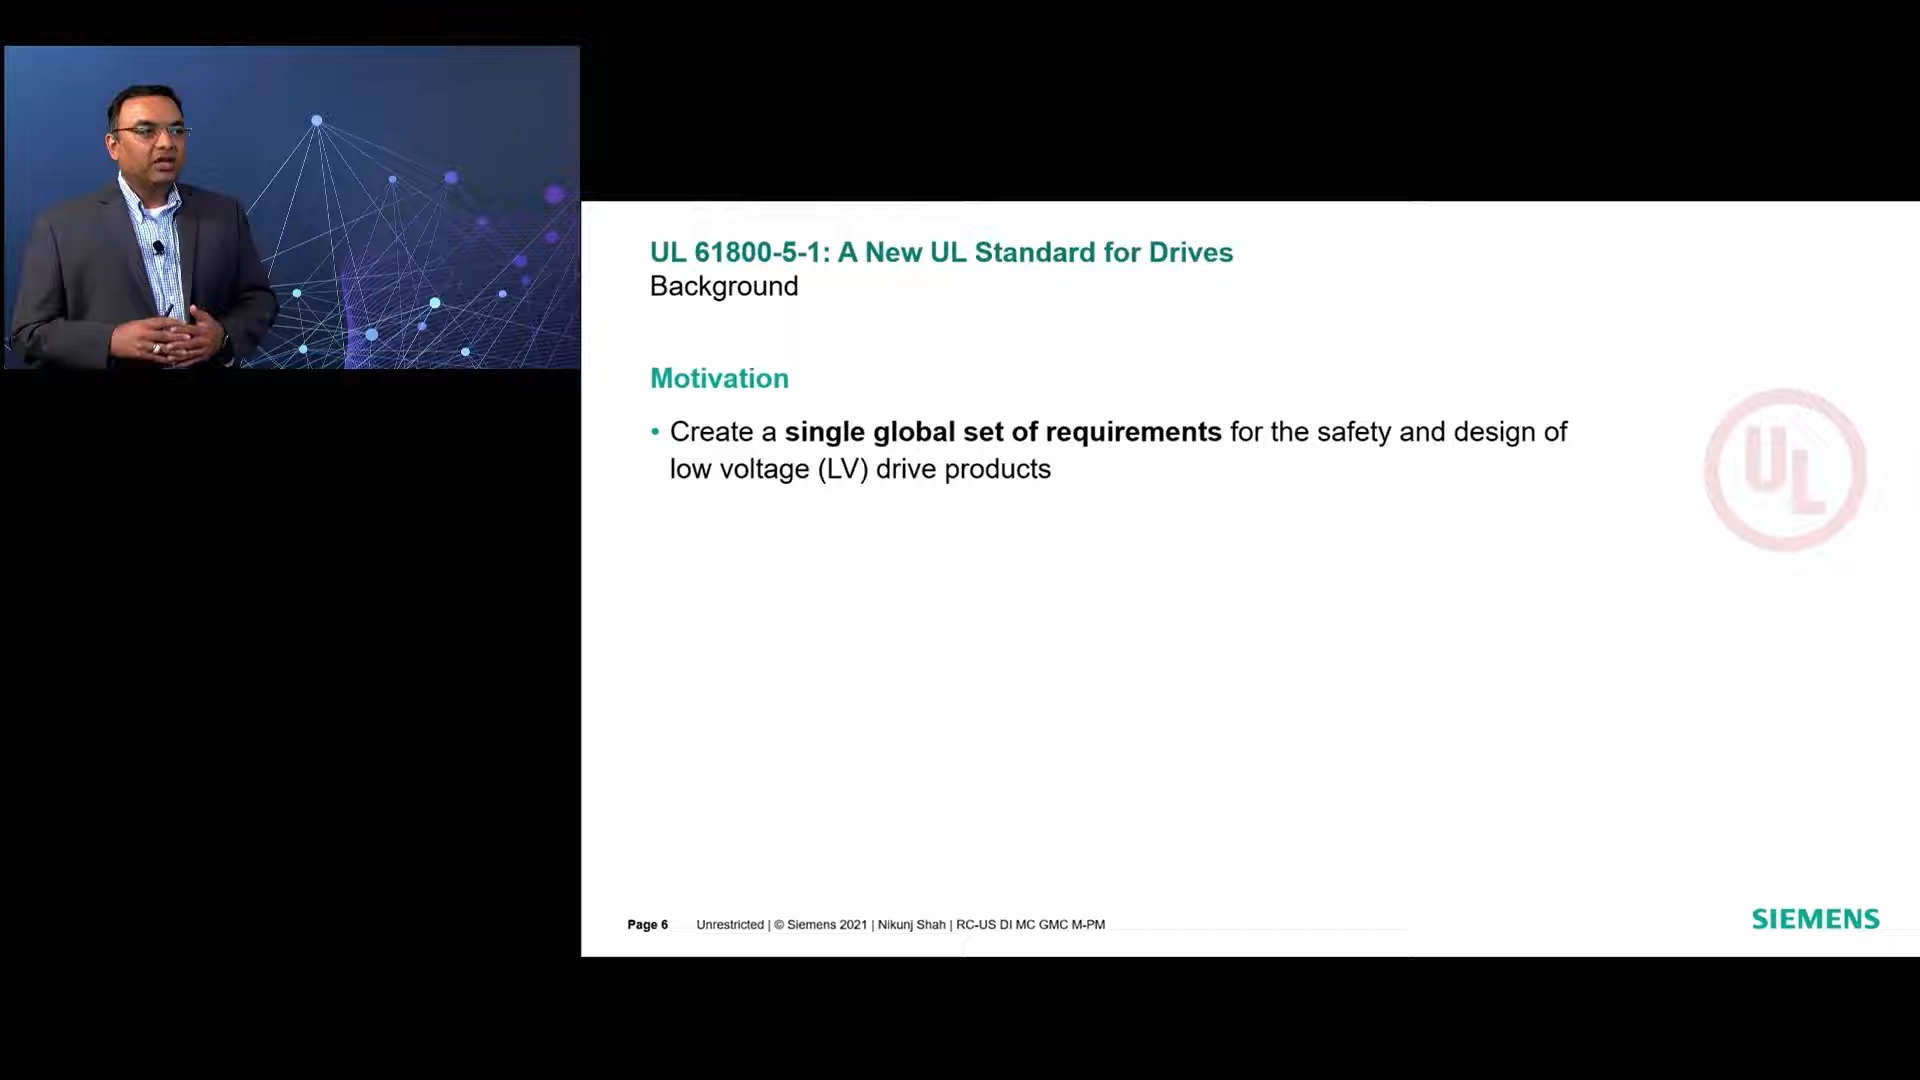 UL 61800-5-1: A New UL Standard for Drives
Background
Motivation
• Create a single global set of requirements for the safety and design of
low voltage (LV) drive products
UL
Page 6 Unrestricted | © Siemens 2021 | Nikunj Shah | RC-US DI MC GMC M-PM
SIEMENS